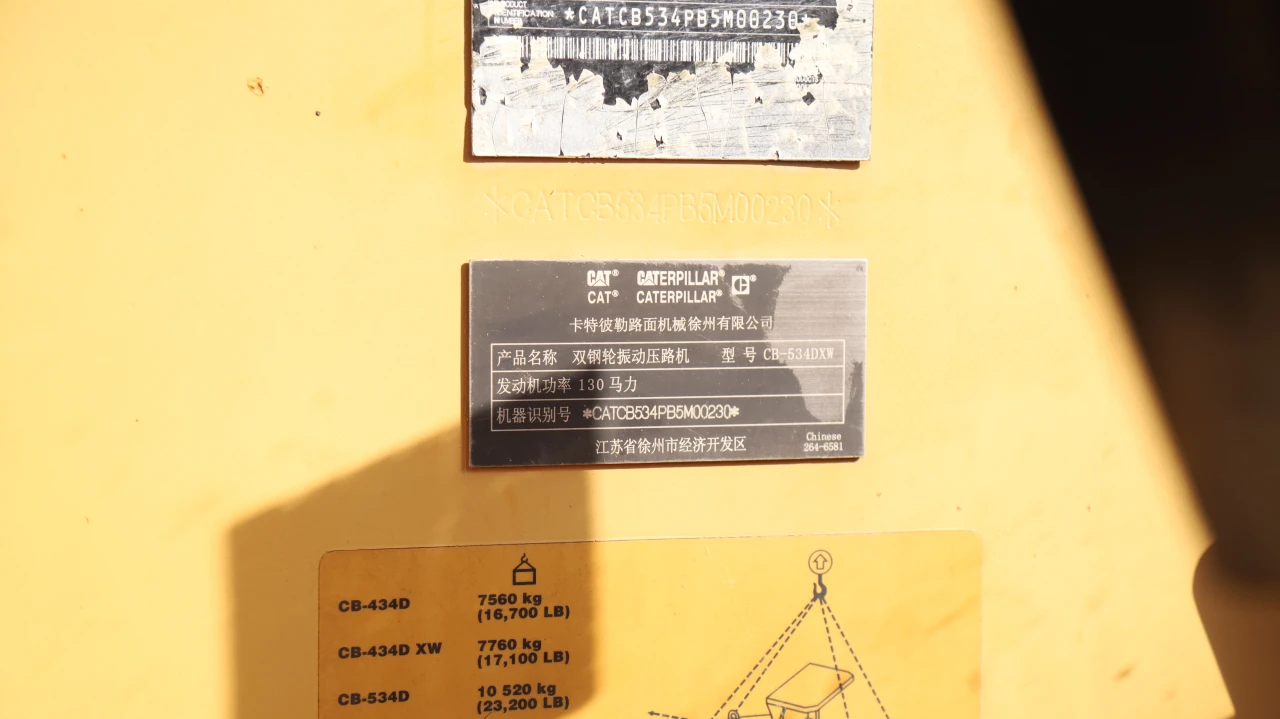 PRODUCT
IDENTIFICATION
NUMBER
*CATCB534PB5M00230*
*CATCB534PB5M00230*
CAT® CATERPILLAR® ®
CAT® CATERPILLAR®
卡特彼勒路面机械徐州有限公司
产品名称 双钢轮振动压路机 型 号 CB-534DXW
发动机功率 130 马力
机器识别号 *CATCB534PB5M00230*
江苏省徐州市经济开发区
Chinese
264-6581
CB-434D 7560 kg
(16,700 LB)
CB-434D XW 7760 kg
(17,100 LB)
CB-534D 10 520 kg
(23,200 LB)